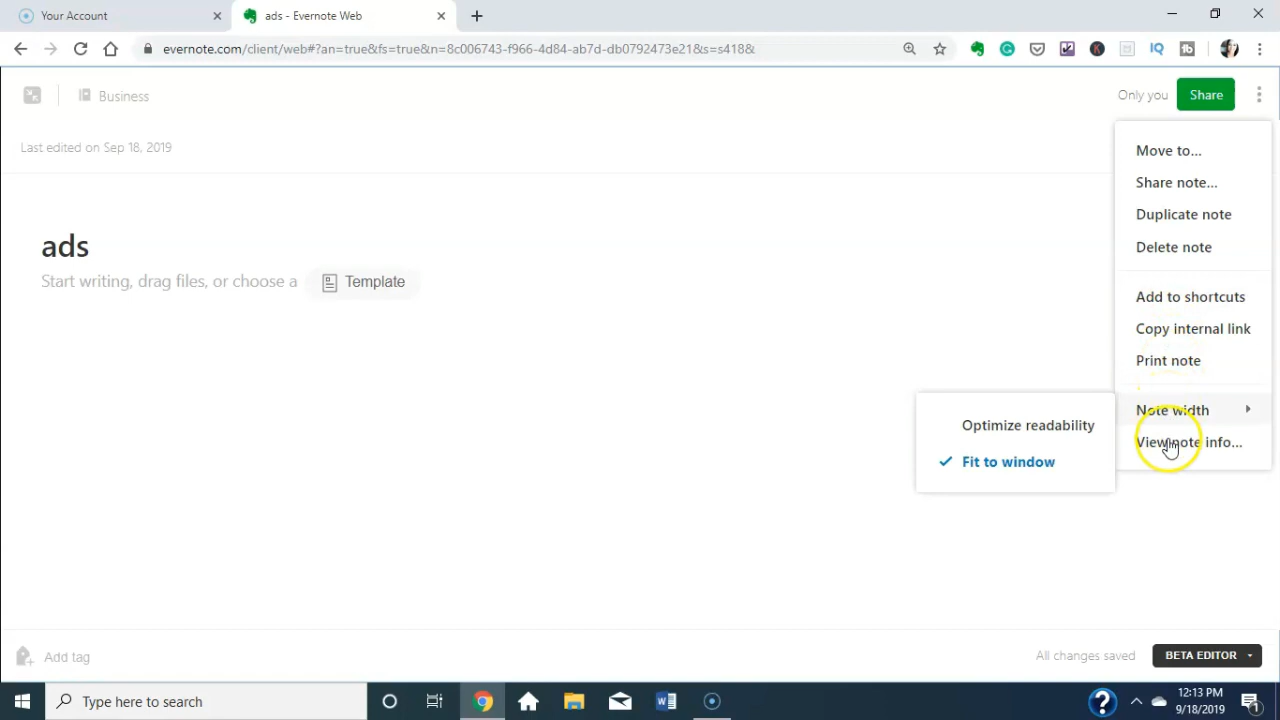 Your Account
ads - Evernote Web
evernote.com/client/web#?an=true&fs=true&n=8c006743-f966-4d84-ab7d-db0792473e21&s=s418&
Business
Only you
Share
Last edited on Sep 18, 2019
Move to...
Share note...
Duplicate note
Delete note
ads
Start writing, drag files, or choose a Template
Add to shortcuts
Copy internal link
Print note
Note width
View note info...
Optimize readability
Fit to window
Add tag
All changes saved
BETA EDITOR
Type here to search
12:13 PM
9/18/2019